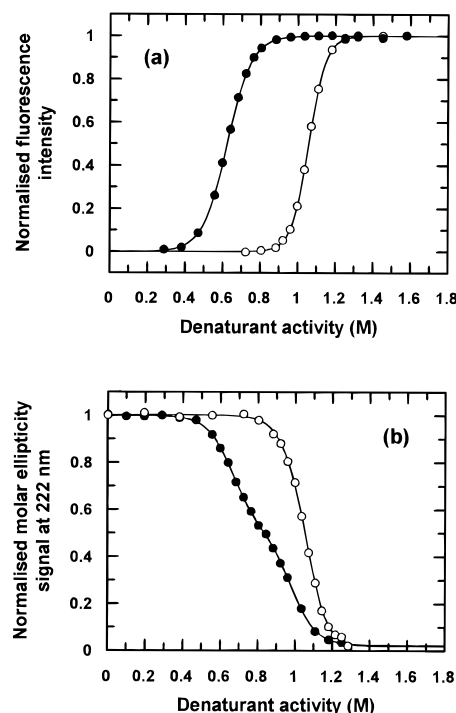 1
0.8
0.6
0.4
0.2
0
(a)
Normalised fluorescence
intensity
0 0.2 0.4 0.6 0.8 1 1.2 1.4 1.6 1.8
Denaturant activity (M)
1
0.8
0.6
0.4
0.2
0
(b)
Normalised molar ellipticity
signal at 222 nm
0 0.2 0.4 0.6 0.8 1 1.2 1.4 1.6 1.8
Denaturant activity (M)